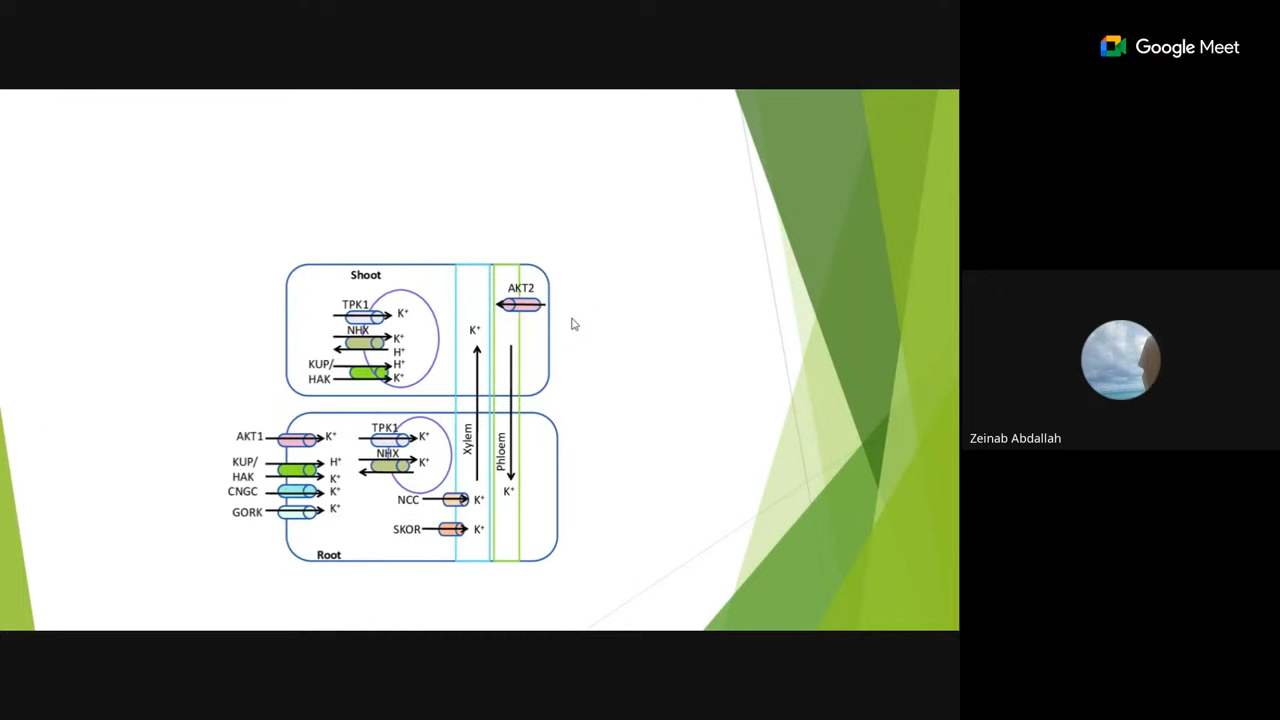 Google Meet
Shoot
AKT2
TPK1
K⁺
NHX
K⁺
K⁺
H⁺
KUP/
H⁺
HAK
K⁺
AKT1
K⁺
TPK1
K⁺
KUP/
H⁺
NHX
K⁺
HAK
K⁺
CNGC
K⁺
GORK
K⁺
Xylem
Phloem
K⁺
NCC
K⁺
SKOR
K⁺
Root
Zeinab Abdallah